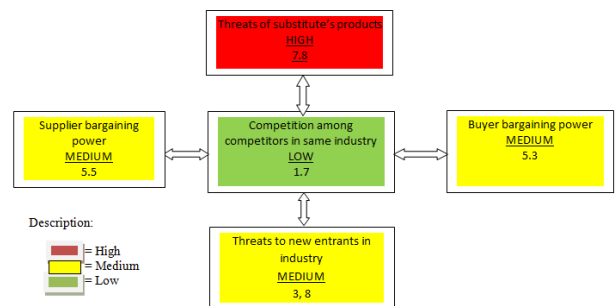 Threats of substitute's products
HIGH
7.8
Supplier bargaining
power
MEDIUM
5.5
Competition among
competitors in same industry
LOW
1.7
Buyer bargaining power
MEDIUM
5.3
Threats to new entrants in
industry
MEDIUM
3, 8
Description:
= High
= Medium
= Low